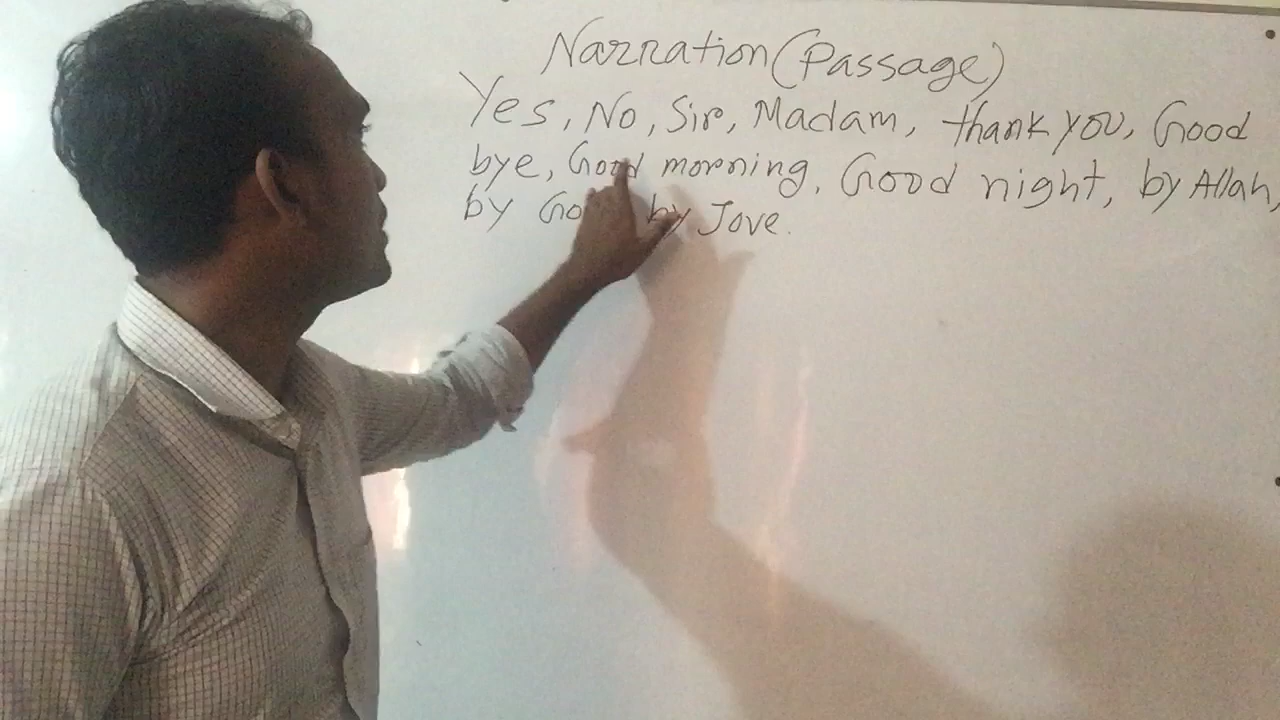 Narration (Passage)
Yes, No, Sir, Madam, thank you, Good
bye, Good morning, Good night, by Allah,
by by Jove.